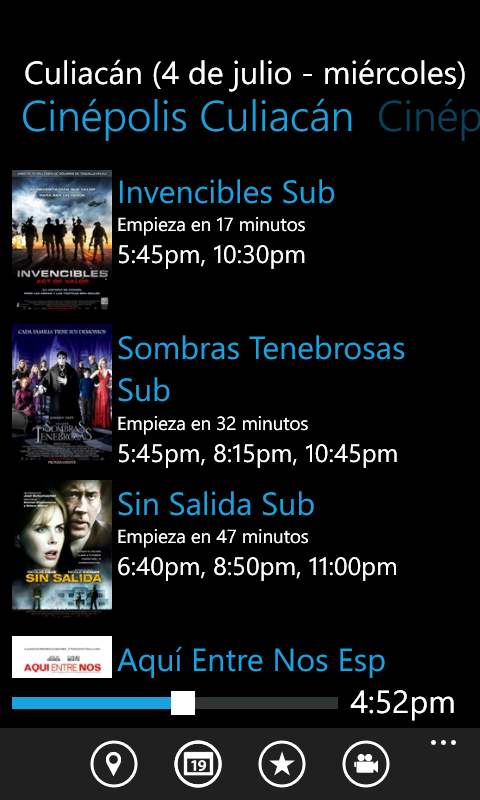 Culiacán (4 de julio - miércoles)
Cinépolis Culiacán Cinép
INVENCIBLES
ACT OF VALOR
Invencibles Sub
Empieza en 17 minutos
5:45pm, 10:30pm
CADA FAMILIA TIENE SUS DEMONIOS
SOMBRAS
TENEBROSAS
PRÓXIMAMENTE
Sombras Tenebrosas
Sub
Empieza en 32 minutos
5:45pm, 8:15pm, 10:45pm
SIN SALIDA
Sin Salida Sub
Empieza en 47 minutos
6:40pm, 8:50pm, 11:00pm
AQUI ENTRE NOS
Aquí Entre Nos Esp
4:52pm
19